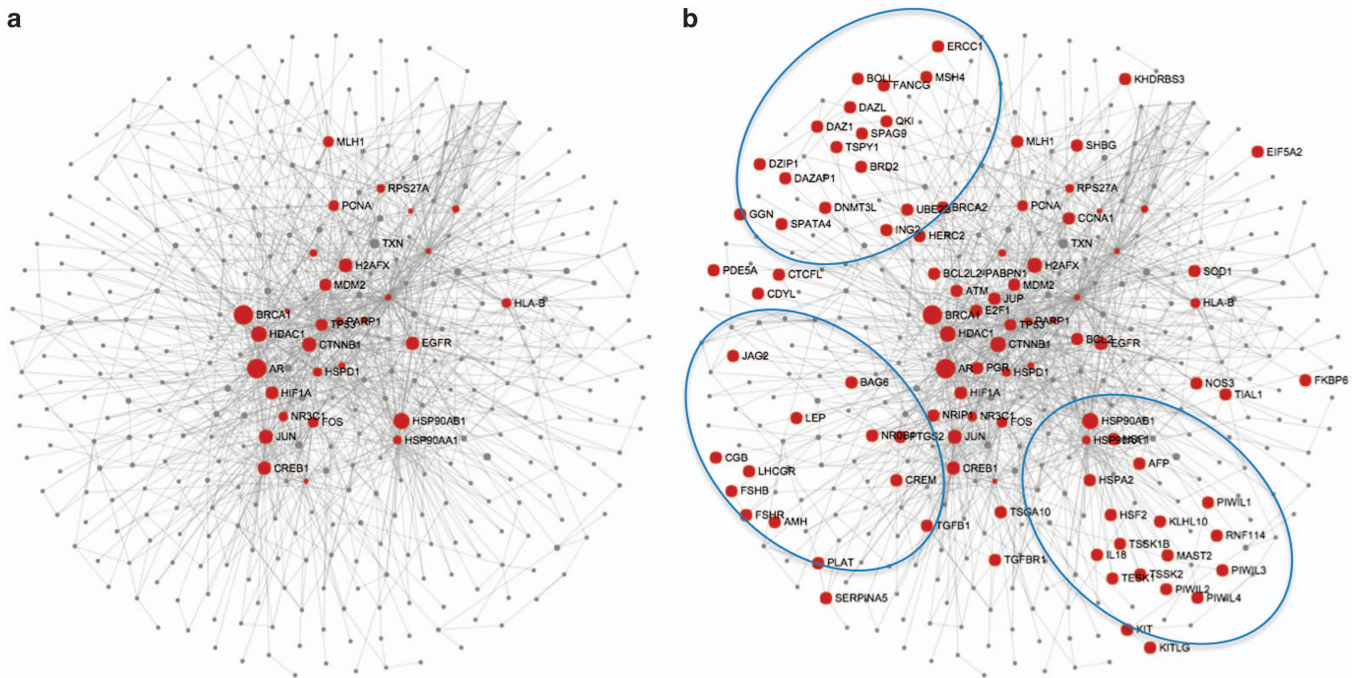 a
MLH1
RPS27A
PCNA
TXN
H2AFX
MDM2
HLA-B
BRCA1
PARP1
TP53
HDAC1
CTNNB1
EGFR
AR
HSPD1
HIF1A
NR3C1
FOS
HSP90AB1
JUN
HSP90AA1
CREB1
b
ERCC1
BOLL
MSH4
FANCG
KHDRBS3
DAZL
QKI
DAZ1
SPAG9
MLH1
SHBG
TSPY1
EIF5A2
DZIP1
BRD2
DAZAP1
RPS27A
DNMT3L
UBE2B
BRCA2
PCNA
GGN
CCNA1
SPATA4
ING2
HERC2
TXN
PDE5A
CTCFL
BCL2L2-PABPN1
H2AFX
SOD1
MDM2
CDYL
ATM
JUP
HLA-B
E2F1
BRCA1
PARP1
TP53
HDAC1
BCL2
EGFR
CTNNB1
JAG2
AR
PGR
HSPD1
BAG6
NOS3
FKBP6
HIF1A
TIAL1
LEP
NRIP1
NR3C1
FOS
HSP90AB1
PTGS2
JUN
CGB
AFP
LHCGR
CREB1
CREM
HSPA2
FSHB
PIWIL1
FSHR
AMH
TGFB1
TSGA10
HSF2
KLHL10
RNF114
TSSK1B
IL18
MAST2
PLAT
TGFBR1
TESK1
TSSK2
PIWIL3
PIWIL2
SERPINA5
PIWIL4
KIT
KITLG